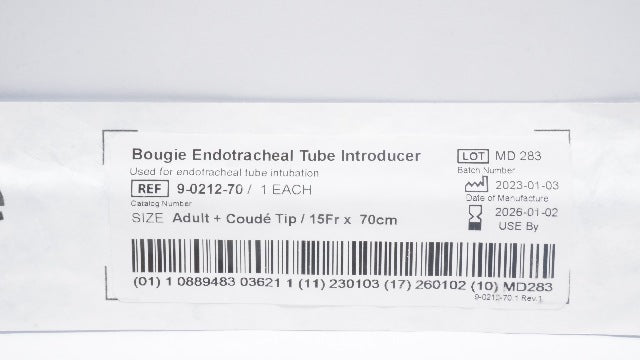 Bougie Endotracheal Tube Introducer
Used for endotracheal tube intubation
REF 9-0212-70 / 1 EACH
Catalog Number
SIZE Adult + Coudé Tip / 15Fr x 70cm
LOT MD 283
Batch Number
2023-01-03
Date of Manufacture
2026-01-02
USE By
(01) 1 0889483 03621 1 (11) 230103 (17) 260102 (10) MD283
9-0212-70.1 Rev.1